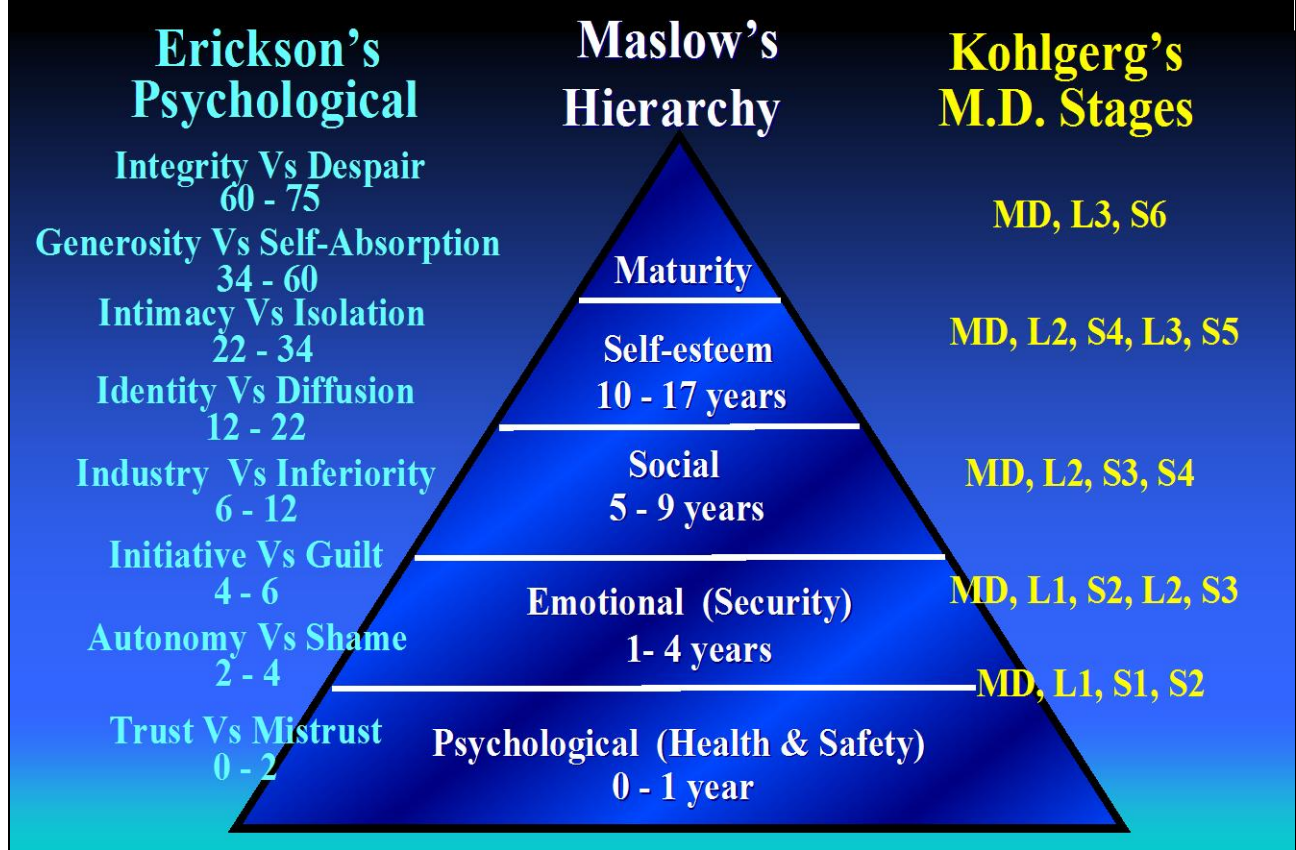 Erickson's
Psychological
Integrity Vs Despair
60 - 75
Generosity Vs Self-Absorption
34 - 60
Intimacy Vs Isolation
22 - 34
Identity Vs Diffusion
12 - 22
Industry Vs Inferiority
6 - 12
Initiative Vs Guilt
4 - 6
Autonomy Vs Shame
2 - 4
Trust Vs Mistrust
0 - 2
Maslow's
Hierarchy
Maturity
Self-esteem
10 - 17 years
Social
5 - 9 years
Emotional (Security)
1- 4 years
Psychological (Health & Safety)
0 - 1 year
Kohlgerg's
M.D. Stages
MD, L3, S6
MD, L2, S4, L3, S5
MD, L2, S3, S4
MD, L1, S2, L2, S3
MD, L1, S1, S2